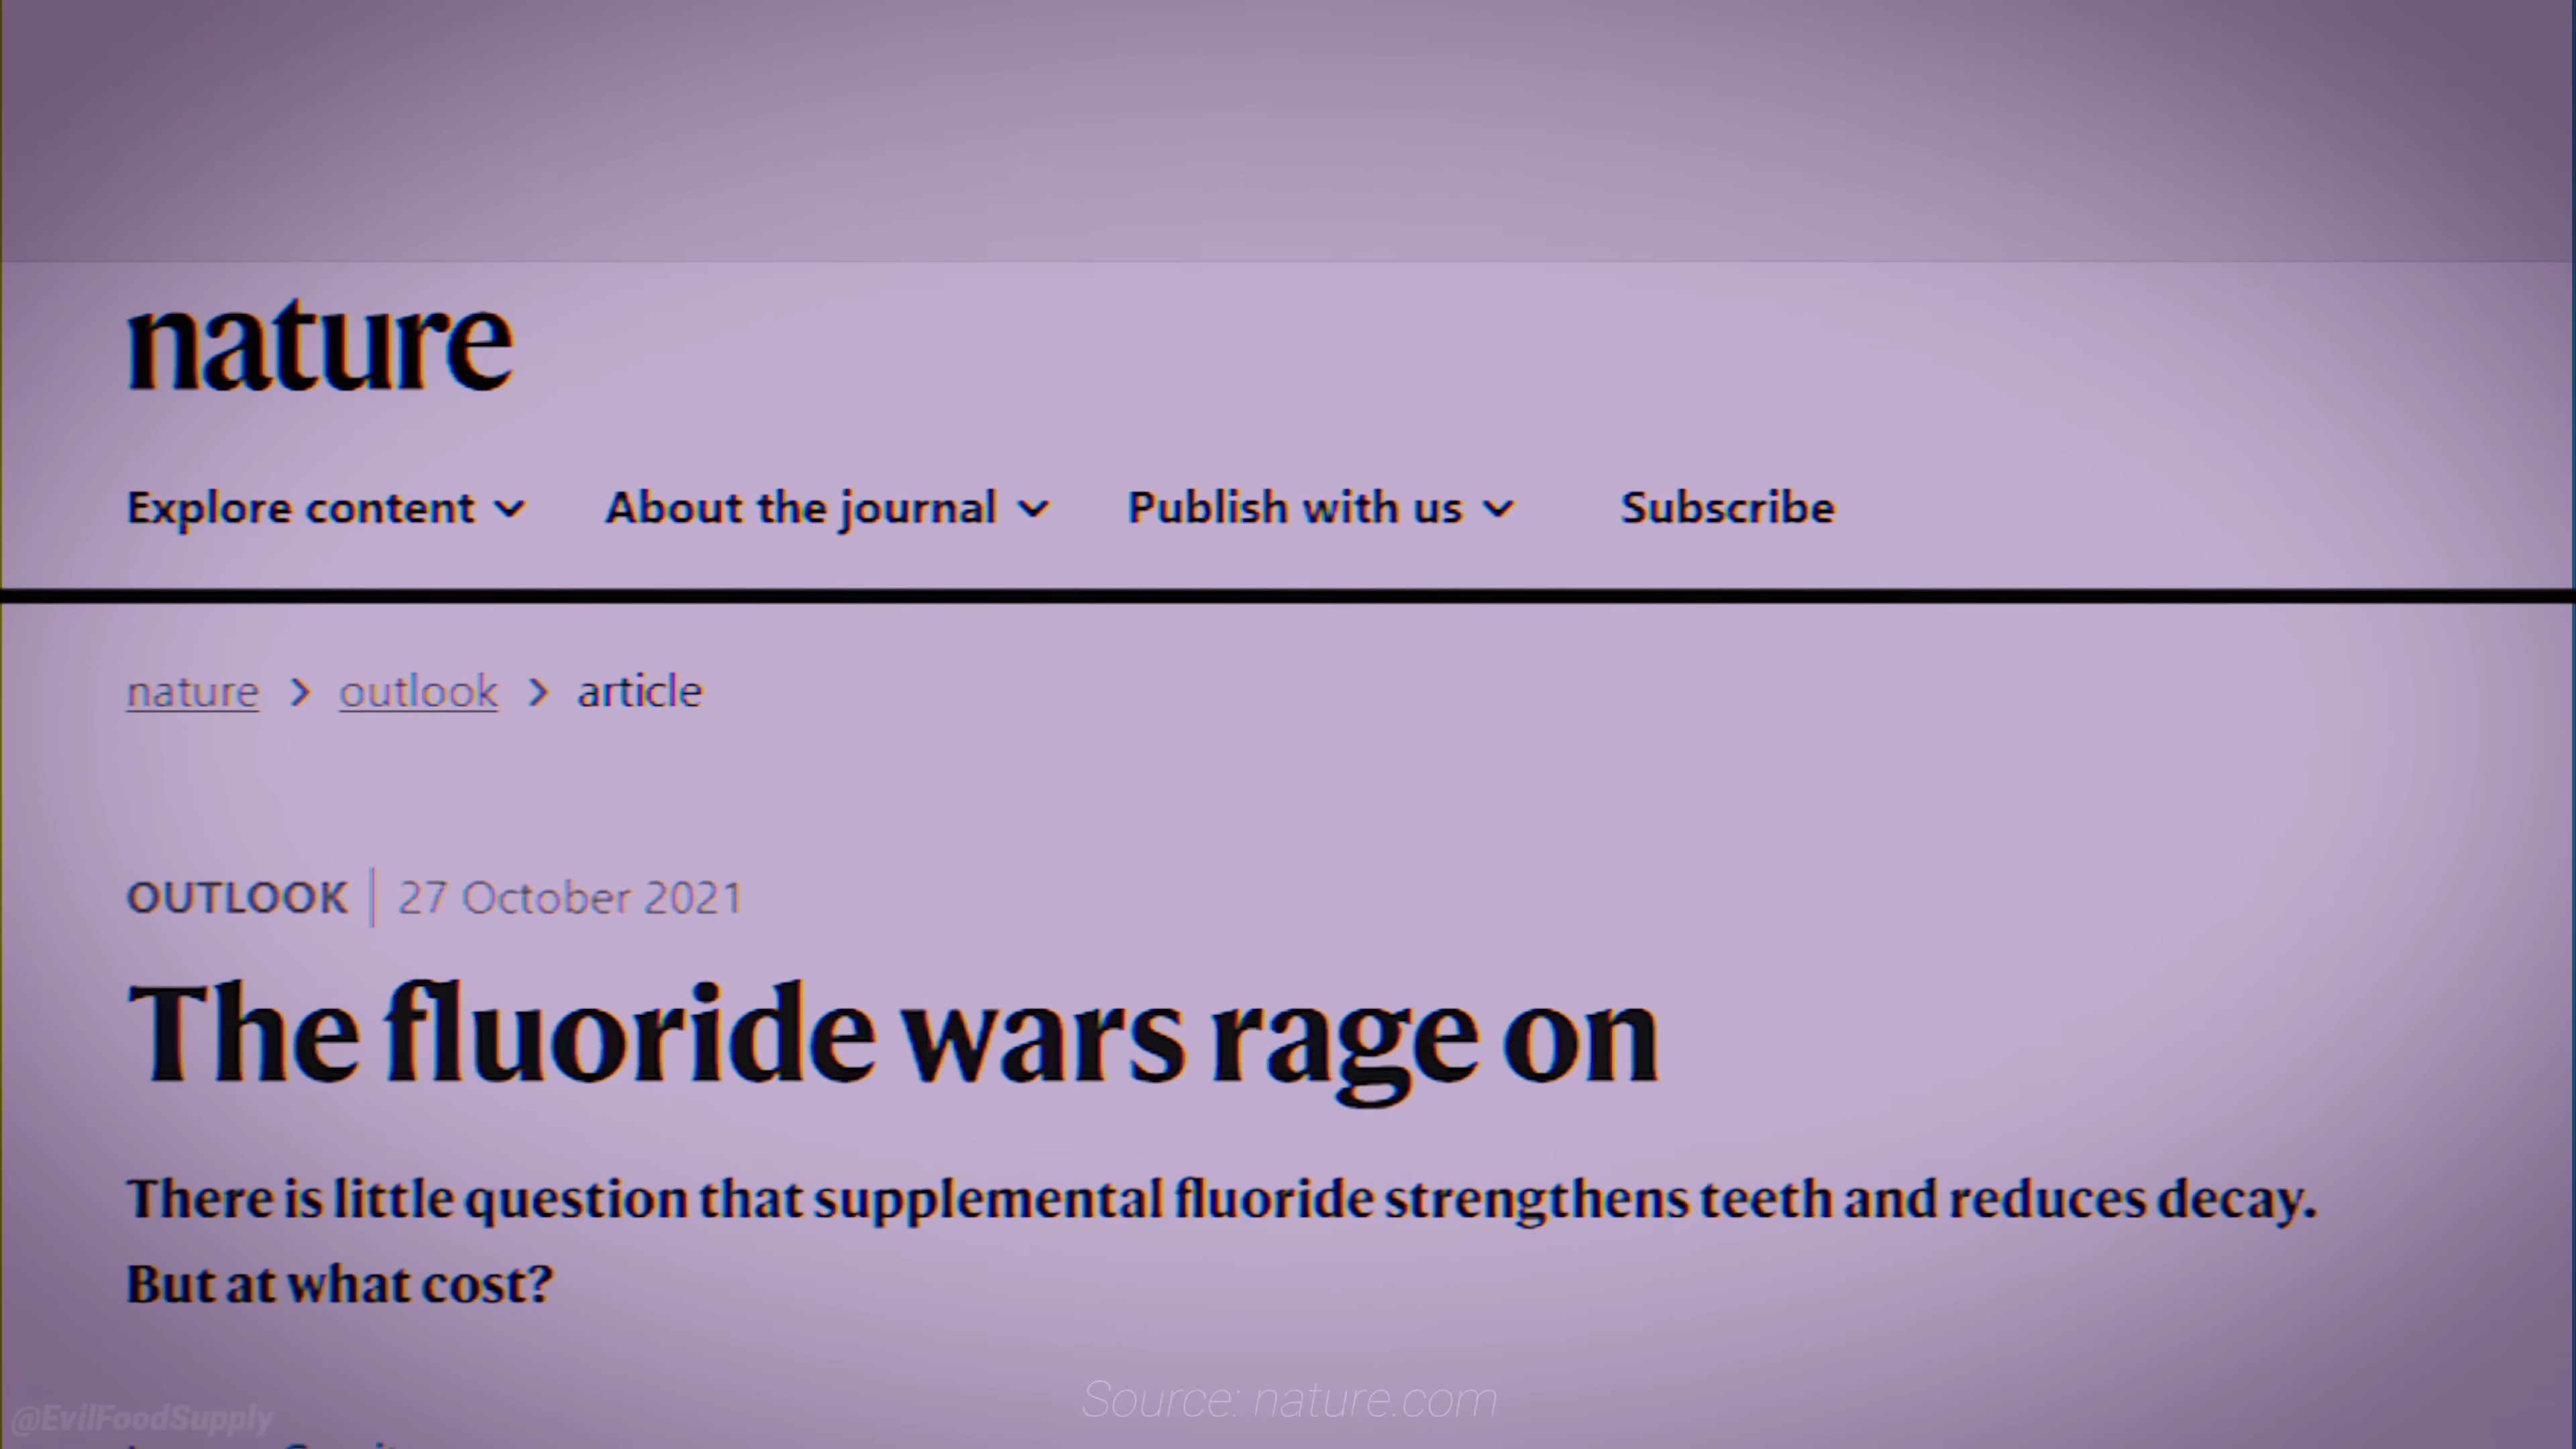 nature
Explore content About the journal Publish with us Subscribe
nature > outlook > article
OUTLOOK | 27 October 2021
The fluoride wars rage on
There is little question that supplemental fluoride strengthens teeth and reduces decay.
But at what cost?
Source: nature.com
@EvilFoodSupply